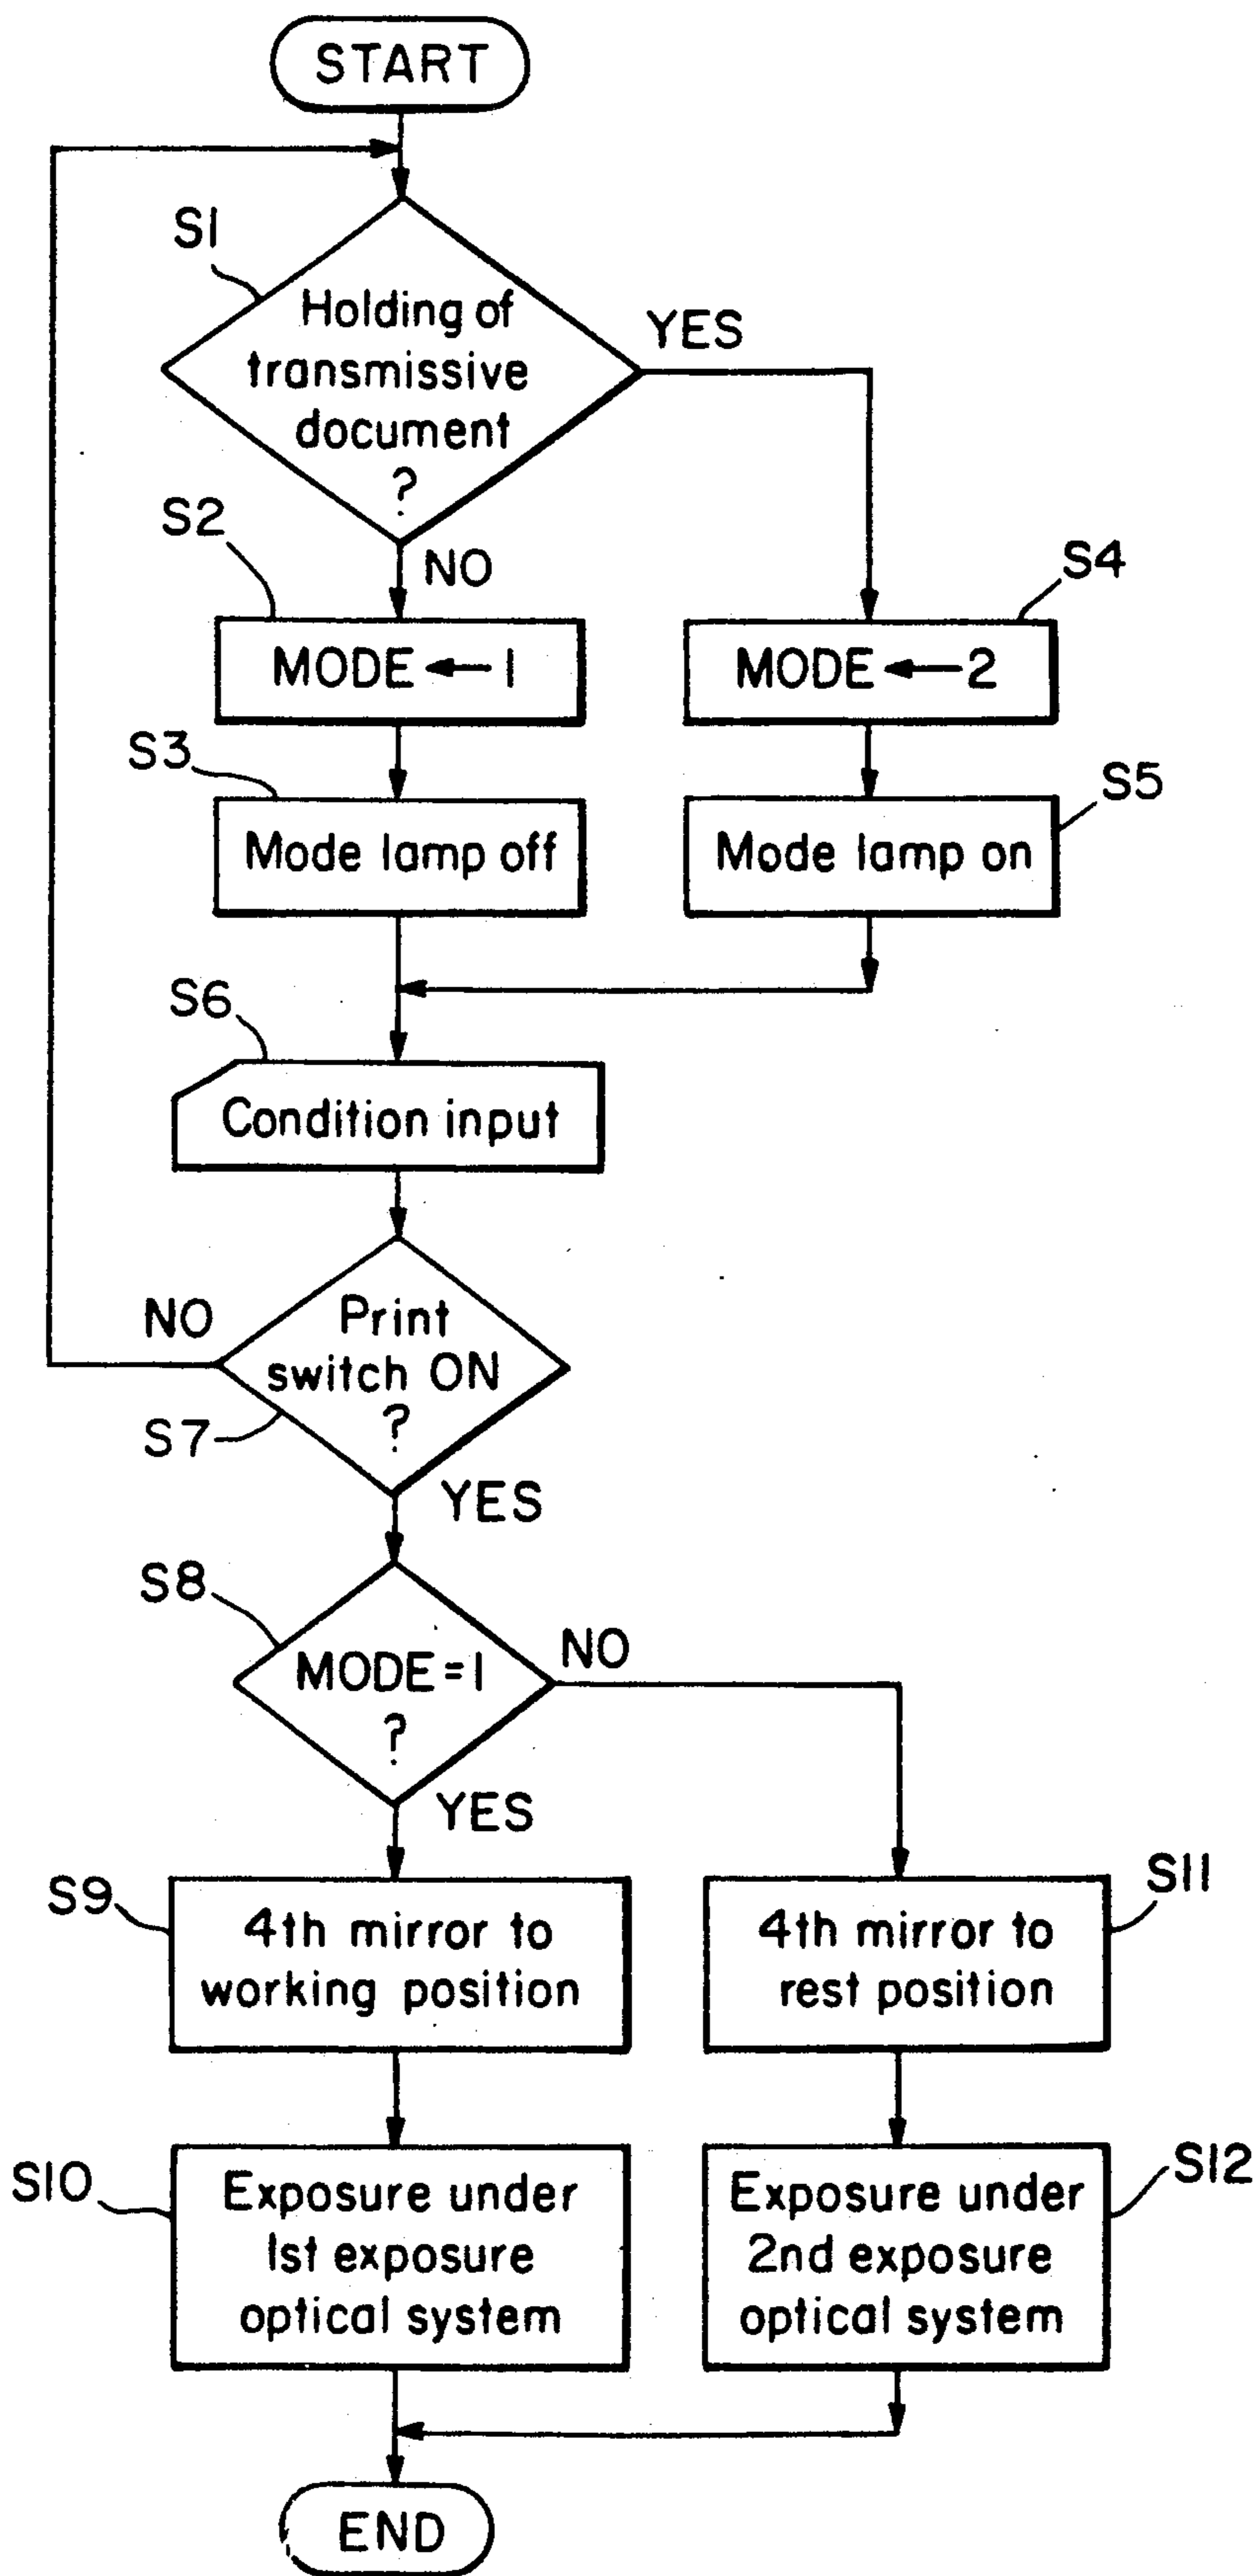 START
S1
Holding of
transmissive
document
?
YES
NO
S2
MODE ← 1
S4
MODE ← 2
S3
Mode lamp off
S5
Mode lamp on
S6
Condition input
S7
Print
switch ON
?
NO
YES
S8
MODE = 1
?
NO
YES
S9
4th mirror to
working position
S11
4th mirror to
rest position
S10
Exposure under
1st exposure
optical system
S12
Exposure under
2nd exposure
optical system
END